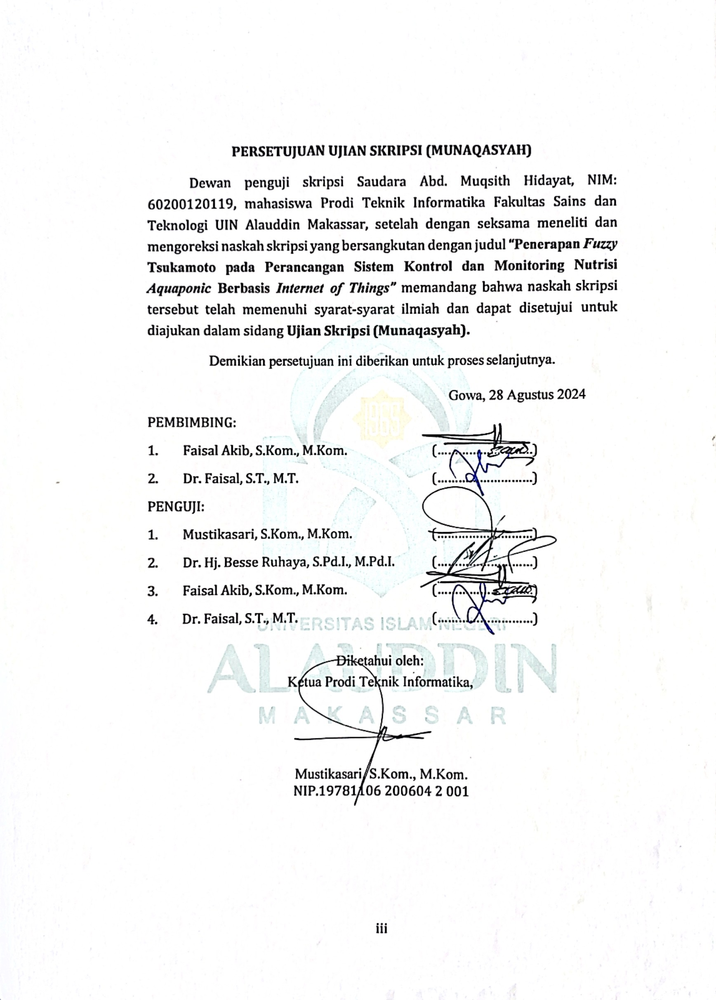 PERSETUJUAN UJIAN SKRIPSI (MUNAQASYAH)
Dewan penguji skripsi Saudara Abd. Muqsith Hidayat, NIM:
60200120119, mahasiswa Prodi Teknik Informatika Fakultas Sains dan
Teknologi UIN Alauddin Makassar, setelah dengan seksama meneliti dan
mengoreksi naskah skripsi yang bersangkutan dengan judul "Penerapan Fuzzy
Tsukamoto pada Perancangan Sistem Kontrol dan Monitoring Nutrisi
Aquaponic Berbasis Internet of Things" memandang bahwa naskah skripsi
tersebut telah memenuhi syarat-syarat ilmiah dan dapat disetujui untuk
diajukan dalam sidang Ujian Skripsi (Munaqasyah).
Demikian persetujuan ini diberikan untuk proses selanjutnya.
Gowa, 28 Agustus 2024
1965
PEMBIMBING:
1. Faisal Akib, S.Kom., M.Kom. (..............................)
2. Dr. Faisal, S.T., M.T. (..............................)
PENGUJI:
1. Mustikasari, S.Kom., M.Kom. (..............................)
2. Dr. Hj. Besse Ruhaya, S.Pd.I., M.Pd.I. (..............................)
3. Faisal Akib, S.Kom., M.Kom. (..............................)
4. Dr. Faisal, S.T., M.T. (..............................)
UNIVERSITAS ISLAM NEGERI
ALAUDDIN
MAKASSAR
Diketahui oleh:
Ketua Prodi Teknik Informatika,
Mustikasari, S.Kom., M.Kom.
NIP.19781106 200604 2 001
iii